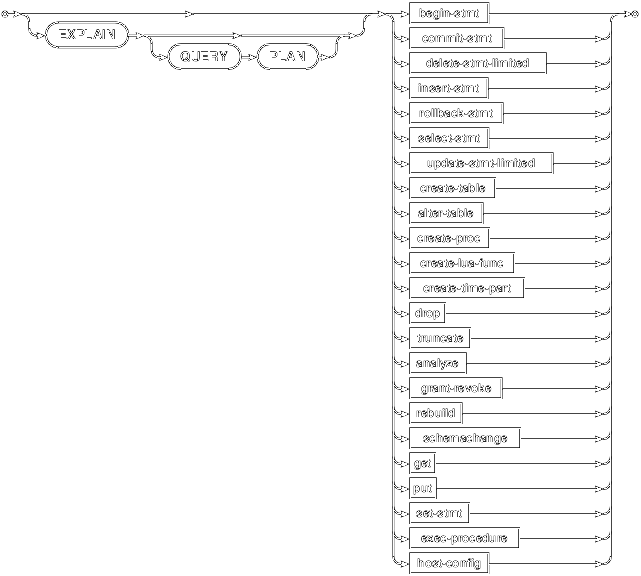 begin-stmt
EXPLAIN
commit-stmt
QUERY PLAN
delete-stmt-limited
insert-stmt
rollback-stmt
select-stmt
update-stmt-limited
create-table
alter-table
create-proc
create-lua-func
create-time-part
drop
truncate
analyze
grant-revoke
rebuild
schemachange
get
put
set-stmt
exec-procedure
host-config